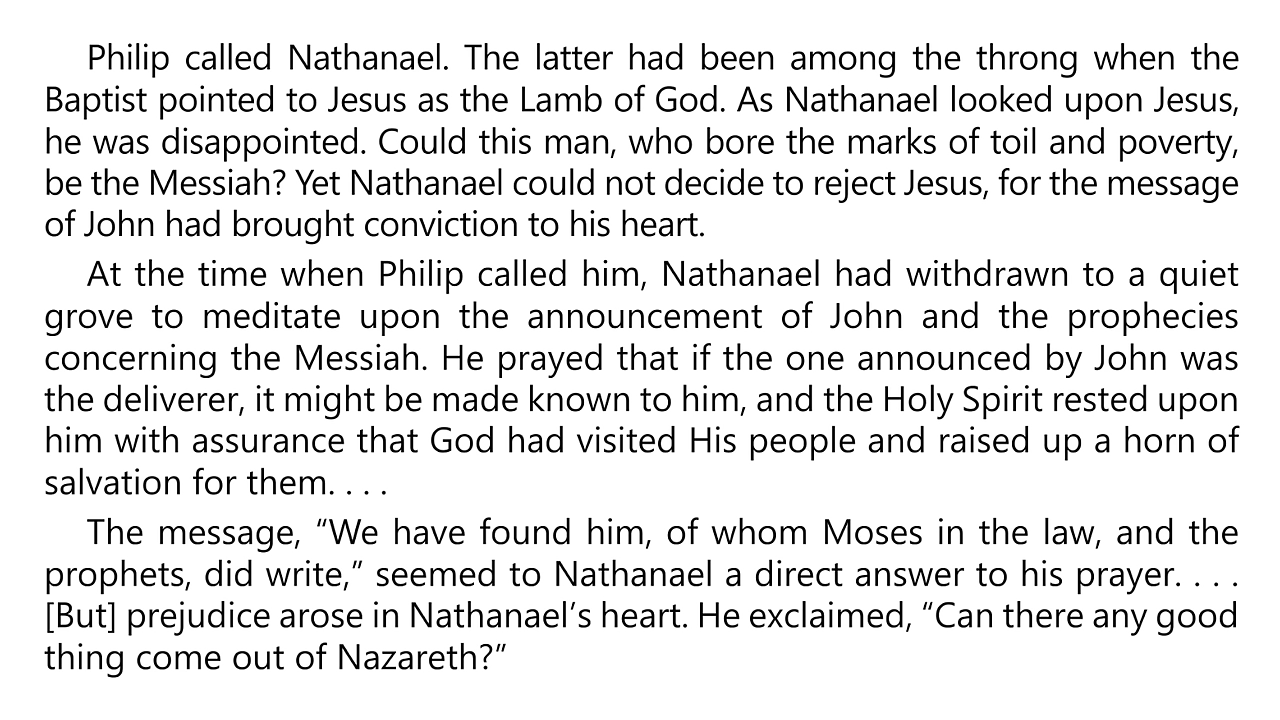 Philip called Nathanael. The latter had been among the throng when the
Baptist pointed to Jesus as the Lamb of God. As Nathanael looked upon Jesus,
he was disappointed. Could this man, who bore the marks of toil and poverty,
be the Messiah? Yet Nathanael could not decide to reject Jesus, for the message
of John had brought conviction to his heart.
At the time when Philip called him, Nathanael had withdrawn to a quiet
grove to meditate upon the announcement of John and the prophecies
concerning the Messiah. He prayed that if the one announced by John was
the deliverer, it might be made known to him, and the Holy Spirit rested upon
him with assurance that God had visited His people and raised up a horn of
salvation for them. . . .
The message, “We have found him, of whom Moses in the law, and the
prophets, did write,” seemed to Nathanael a direct answer to his prayer. . . .
[But] prejudice arose in Nathanael’s heart. He exclaimed, “Can there any good
thing come out of Nazareth?”